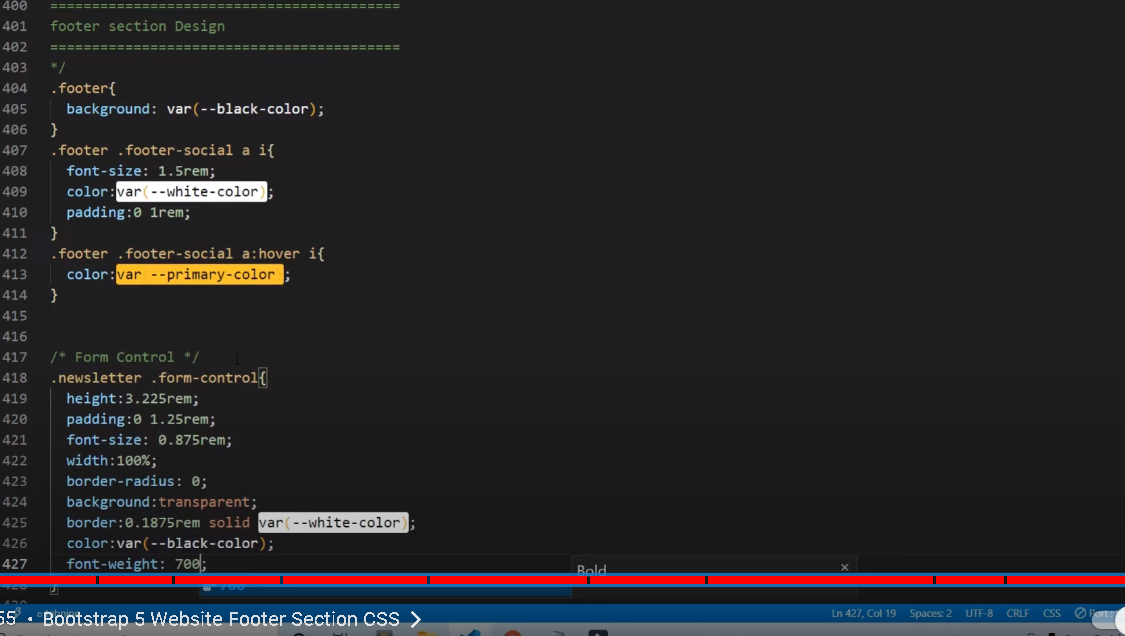 400 ==========================================
401 footer section Design
402 ==========================================
403 */
404 .footer{
405 background: var(--black-color);
406 }
407 .footer .footer-social a i{
408 font-size: 1.5rem;
409 color:var(--white-color);
410 padding:0 1rem;
411 }
412 .footer .footer-social a:hover i{
413 color:var --primary-color ;
414 }
415
416
417 /* Form Control */
418 .newsletter .form-control{
419 height:3.225rem;
420 padding:0 1.25rem;
421 font-size: 0.875rem;
422 width:100%;
423 border-radius: 0;
424 background:transparent;
425 border:0.1875rem solid var(--white-color);
426 color:var(--black-color);
427 font-weight: 700;
Bold ×
428 }
700
55 • Bootstrap 5 Website Footer Section CSS >
Ln 427, Col 19 Spaces: 2 UTF-8 CRLF CSS Port :